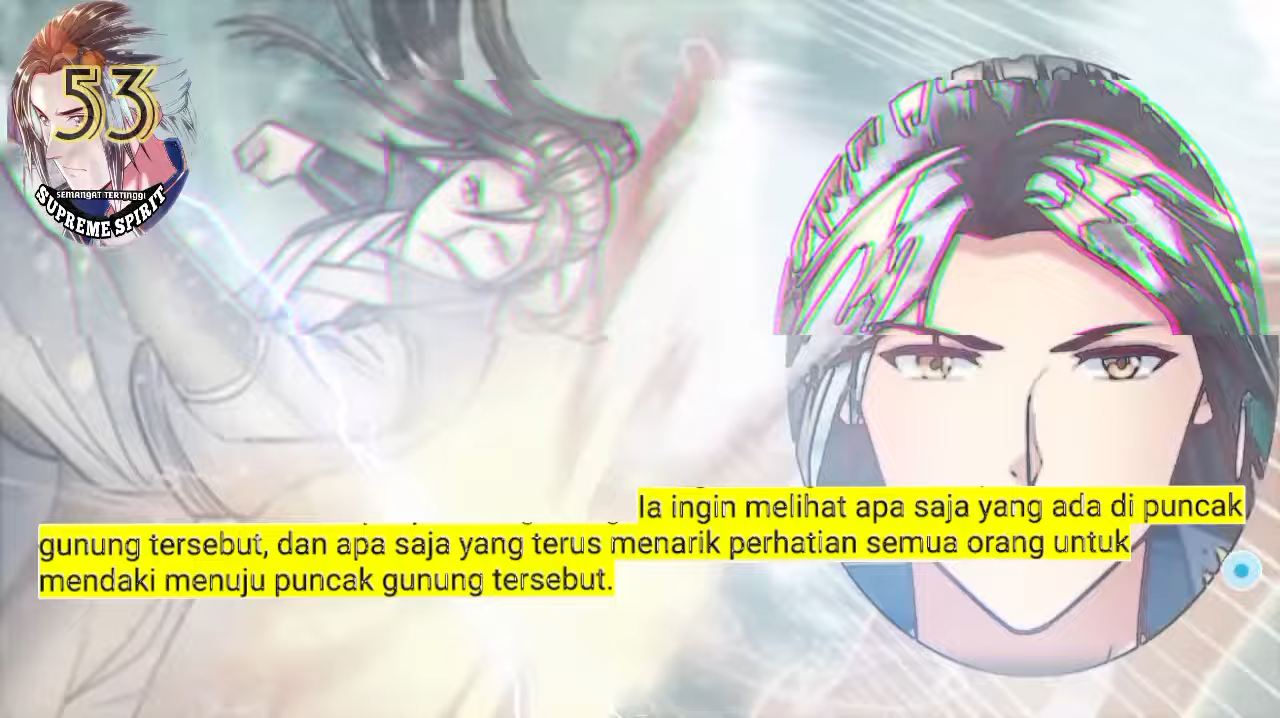 53
SEMANGAT TERTINGGI
SUPREME SPIRIT
Ia ingin melihat apa saja yang ada di puncak
gunung tersebut, dan apa saja yang terus menarik perhatian semua orang untuk
mendaki menuju puncak gunung tersebut.